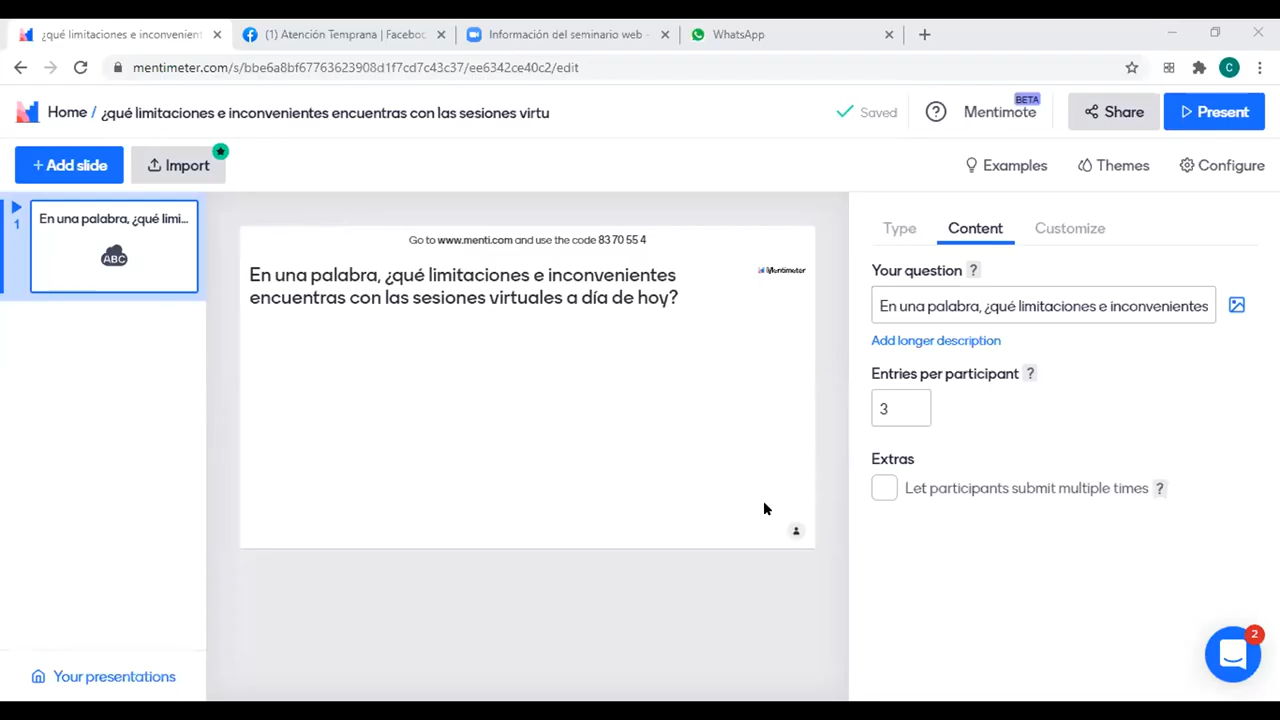 ¿qué limitaciones e inconvenient
(1) Atención Temprana | Faceboc
Información del seminario web -
WhatsApp
mentimeter.com/s/bbe6a8bf67763623908d1f7cd7c43c37/ee6342ce40c2/edit
C
Home / ¿qué limitaciones e inconvenientes encuentras con las sesiones virtu
Saved
?
Mentimote
BETA
Share
Present
+ Add slide
Import
Examples
Themes
Configure
1
En una palabra, ¿qué limi...
ABC
Go to www.menti.com and use the code 83 70 55 4
En una palabra, ¿qué limitaciones e inconvenientes
encuentras con las sesiones virtuales a día de hoy?
Mentimeter
Type
Content
Customize
Your question ?
En una palabra, ¿qué limitaciones e inconvenientes
Add longer description
Entries per participant ?
3
Extras
Let participants submit multiple times ?
2
Your presentations